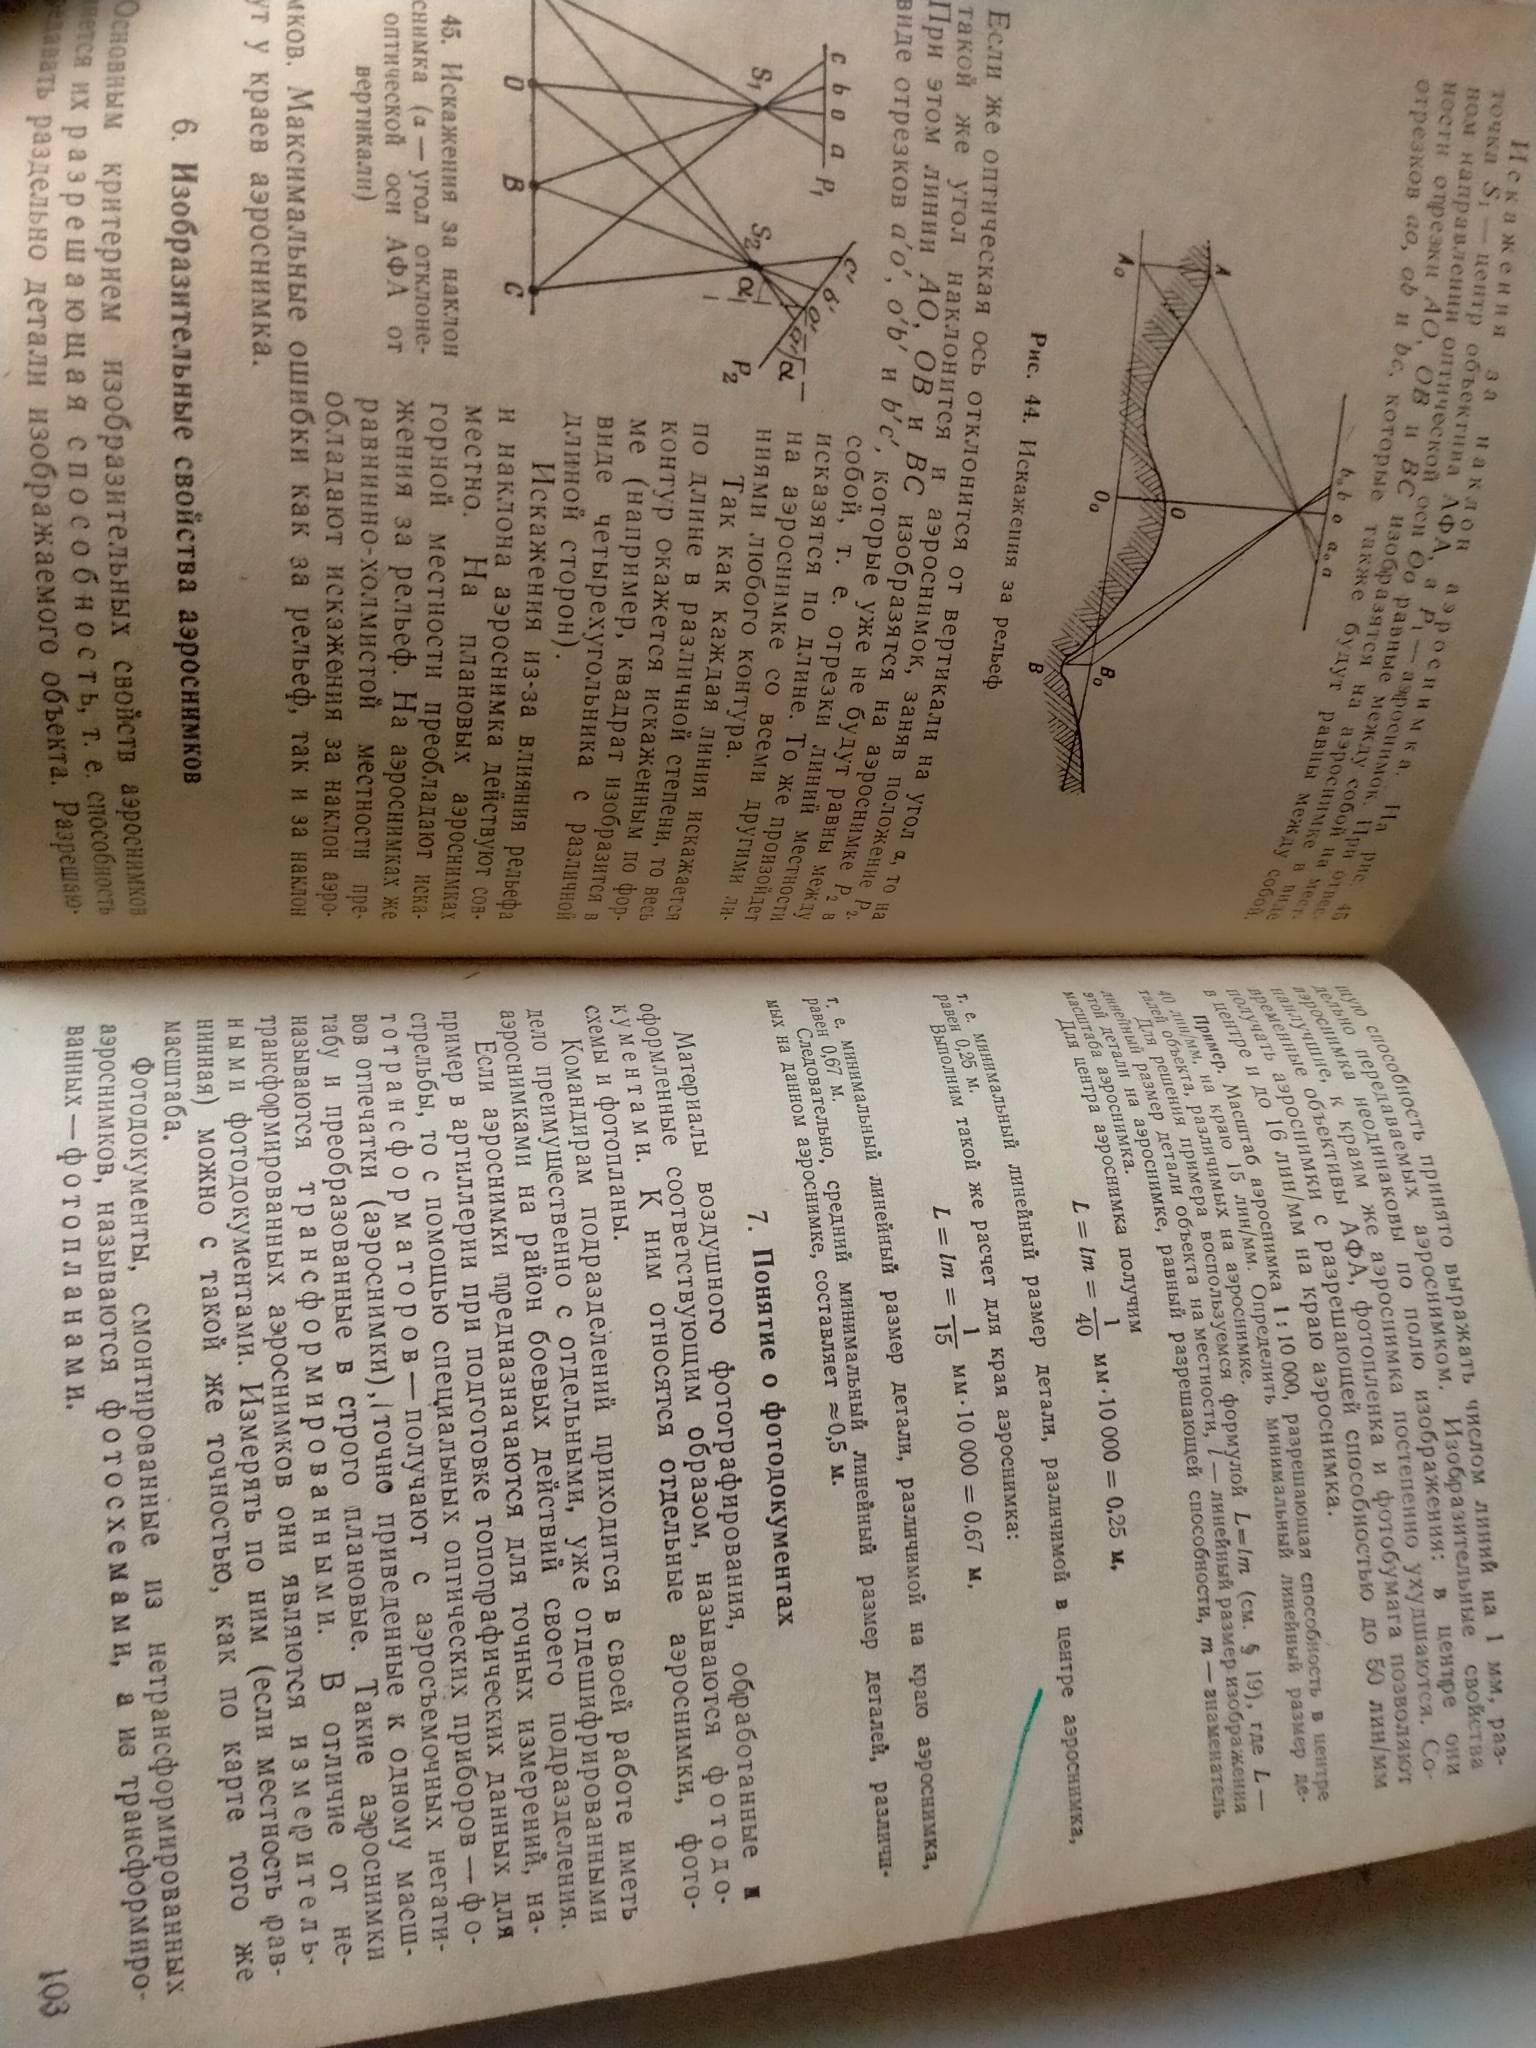 Искажения за наклон аэроснимка. На рис. 45
точка S₁ — центр объектива АФА, а P₁ — аэроснимок. При отвес-
ном направлении оптической оси Oo равные между собой на мест-
ности отрезки AO, OB и BC изобразятся на аэроснимке в виде
отрезков ao, ob и bc, которые также будут равны между собой.
A
A₀
O
O₀
B₀
B
b₀ b o a₀ a
Рис. 44. Искажения за рельеф
Если же оптическая ось отклонится от вертикали на угол α, то на
такой же угол наклонится и аэроснимок, заняв положение P₂.
При этом линии AO, OB и BC изобразятся на аэроснимке P₂ в
виде отрезков a′o′, o′b′ и b′c′, которые уже не будут равны между
собой, т. е. отрезки линий местности
исказятся по длине. То же произойдет
на аэроснимке со всеми другими ли-
ниями любого контура.
Так как каждая линия искажается
по длине в различной степени, то весь
контур окажется искаженным по фор-
ме (например, квадрат изобразится в
виде четырехугольника с различной
длиной сторон).
Искажения из-за влияния рельефа
и наклона аэроснимка действуют сов-
местно. На плановых аэроснимках
горной местности преобладают иска-
жения за рельеф. На аэроснимках же
равнинно-холмистой местности пре-
обладают искажения за наклон аэро-
c b o a P₁
S₁
S₂
P₂
O B C
45. Искажения за наклон
снимка (α — угол отклоне-
оптической оси АФА от
вертикали)
мков. Максимальные ошибки как за рельеф, так и за наклон
ут у краев аэроснимка.
6. Изобразительные свойства аэроснимков
Основным критерием изобразительных свойств аэроснимков
ется их разрешающая способность, т. е. способность
давать раздельно детали изображаемого объекта. Разрешаю-
щую способность принято выражать числом линий на 1 мм, раз-
дельно передаваемых аэроснимком. Изобразительные свойства
аэроснимка неодинаковы по полю изображения: в центре они
наилучшие, к краям же аэроснимка постепенно ухудшаются. Со-
временные объективы АФА, фотопленка и фотобумага позволяют
получать аэроснимки с разрешающей способностью до 50 лин/мм
в центре и до 16 лин/мм на краю аэроснимка.
Пример. Масштаб аэроснимка 1 : 10 000, разрешающая способность в центре
40 лин/мм, на краю 15 лин/мм. Определить минимальный линейный размер де-
талей объекта, различимых на аэроснимке.
Для решения примера воспользуемся формулой L=lm (см. § 19), где L —
линейный размер детали объекта на местности, l — линейный размер изображения
этой детали на аэроснимке, равный разрешающей способности, m — знаменатель
масштаба аэроснимка.
Для центра аэроснимка получим
L = lm = 1/40 мм·10 000 = 0,25 м,
т. е. минимальный линейный размер детали, различимой в центре аэроснимка,
равен 0,25 м.
Выполним такой же расчет для края аэроснимка:
L = lm = 1/15 мм·10 000 = 0,67 м,
т. е. минимальный линейный размер детали, различимой на краю аэроснимка,
равен 0,67 м.
Следовательно, средний минимальный линейный размер деталей, различи-
мых на данном аэроснимке, составляет ≈0,5 м.
7. Понятие о фотодокументах
Материалы воздушного фотографирования, обработанные и
оформленные соответствующим образом, называются фотодо-
кументами. К ним относятся отдельные аэроснимки, фото-
схемы и фотопланы.
Командирам подразделений приходится в своей работе иметь
дело преимущественно с отдельными, уже отдешифрированными
аэроснимками на район боевых действий своего подразделения.
Если аэроснимки предназначаются для точных измерений, на-
пример в артиллерии при подготовке топографических данных для
стрельбы, то с помощью специальных оптических приборов — фо-
тотрансформаторов — получают с аэросъемочных негати-
вов отпечатки (аэроснимки), точно приведенные к одному масш-
табу и преобразованные в строго плановые. Такие аэроснимки
называются трансформированными. В отличие от не-
трансформированных аэроснимков они являются измеритель-
ными фотодокументами. Измерять по ним (если местность рав-
нинная) можно с такой же точностью, как по карте того же
масштаба.
Фотодокументы, смонтированные из нетрансформированных
аэроснимков, называются фотосхемами, а из трансформиро-
ванных — фотопланами.
103